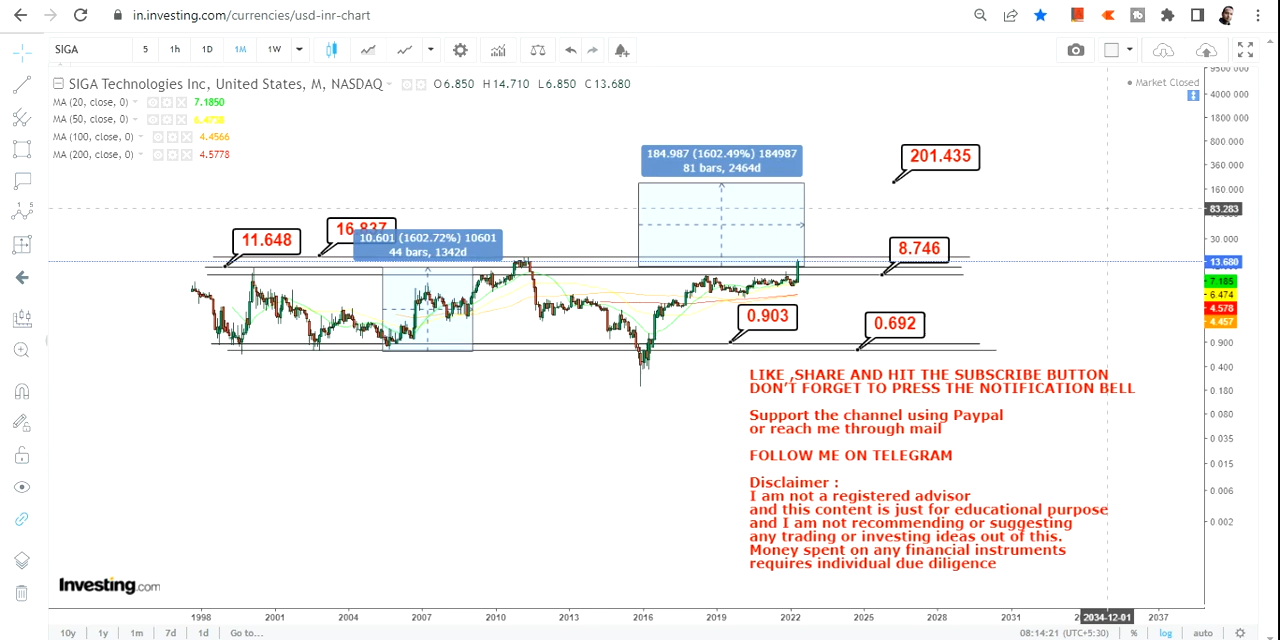 in.investing.com/currencies/usd-inr-chart
SIGA 5 1h 1D 1M 1W
SIGA Technologies Inc, United States, M, NASDAQ O6.850 H14.710 L6.850 C13.680
Market Closed
MA (20, close, 0) 7.1850
MA (50, close, 0)
MA (100, close, 0) 4.4566
MA (200, close, 0) 4.5778
184.987 (1602.49%) 184987
81 bars, 2464d
201.435
11.648
16.837
10.601 (1602.72%) 10601
44 bars, 1342d
8.746
0.903
0.692
LIKE ,SHARE AND HIT THE SUBSCRIBE BUTTON
DON'T FORGET TO PRESS THE NOTIFICATION BELL
Support the channel using Paypal
or reach me through mail
FOLLOW ME ON TELEGRAM
Disclaimer :
I am not a registered advisor
and this content is just for educational purpose
and I am not recommending or suggesting
any trading or investing ideas out of this.
Money spent on any financial instruments
requires individual due diligence
9500 000
4000 000
1800 000
800 000
360 000
160 000
83.283
30.000
13.680
7.185
6.474
4.578
4.457
0.900
0.400
0.180
0.080
0.035
0.015
0.006
0.002
Investing.com
1998 2001 2004 2007 2010 2013 2016 2019 2022 2025 2028 2031 2034-12-01 2037
10y 1y 1m 7d 1d Go to... 08:14:21 (UTC+5:30) % log auto